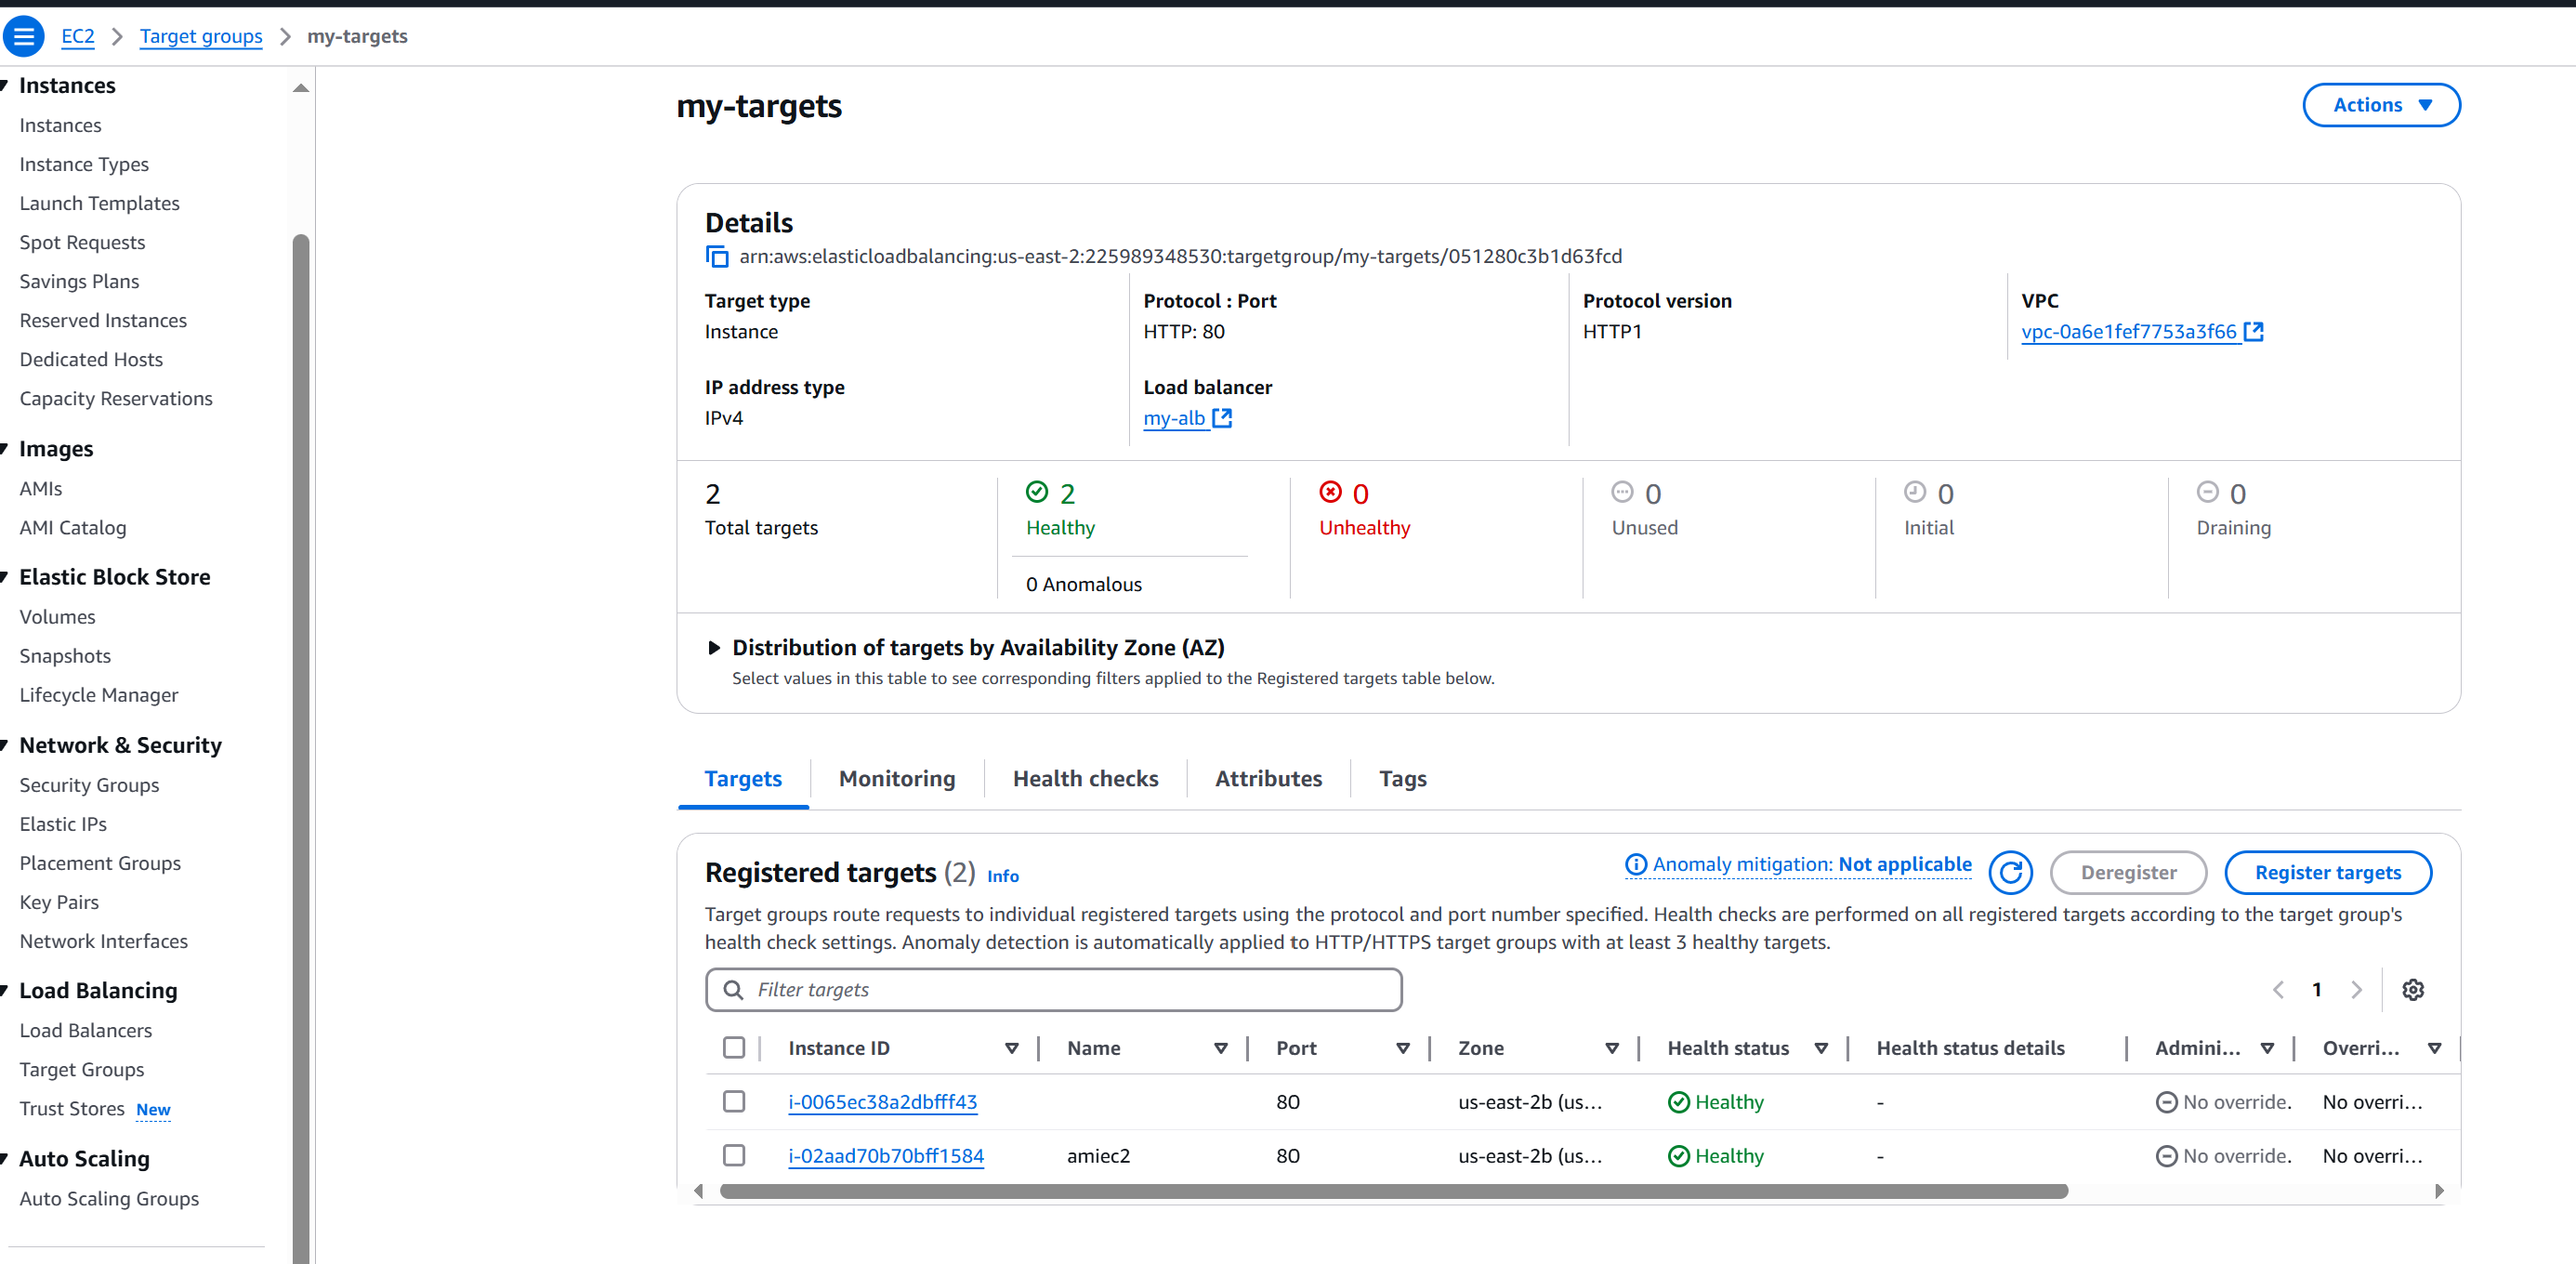 EC2 > Target groups > my-targets
Instances
Instances
Instance Types
Launch Templates
Spot Requests
Savings Plans
Reserved Instances
Dedicated Hosts
Capacity Reservations
Images
AMIs
AMI Catalog
Elastic Block Store
Volumes
Snapshots
Lifecycle Manager
Network & Security
Security Groups
Elastic IPs
Placement Groups
Key Pairs
Network Interfaces
Load Balancing
Load Balancers
Target Groups
Trust Stores New
Auto Scaling
Auto Scaling Groups
my-targets
Actions
Details
arn:aws:elasticloadbalancing:us-east-2:225989348530:targetgroup/my-targets/051280c3b1d63fcd
Target type
Instance
Protocol : Port
HTTP: 80
Protocol version
HTTP1
VPC
vpc-0a6e1fef7753a3f66
IP address type
IPv4
Load balancer
my-alb
2
Total targets
2
Healthy
0 Anomalous
0
Unhealthy
0
Unused
0
Initial
0
Draining
Distribution of targets by Availability Zone (AZ)
Select values in this table to see corresponding filters applied to the Registered targets table below.
Targets Monitoring Health checks Attributes Tags
Registered targets (2) Info
Anomaly mitigation: Not applicable
Deregister
Register targets
Target groups route requests to individual registered targets using the protocol and port number specified. Health checks are performed on all registered targets according to the target group's
health check settings. Anomaly detection is automatically applied to HTTP/HTTPS target groups with at least 3 healthy targets.
Filter targets
1
Instance ID Name Port Zone Health status Health status details Admini... Overri...
i-0065ec38a2dbfff43 80 us-east-2b (us... Healthy - No override. No overri...
i-02aad70b70bff1584 amiec2 80 us-east-2b (us... Healthy - No override. No overri...